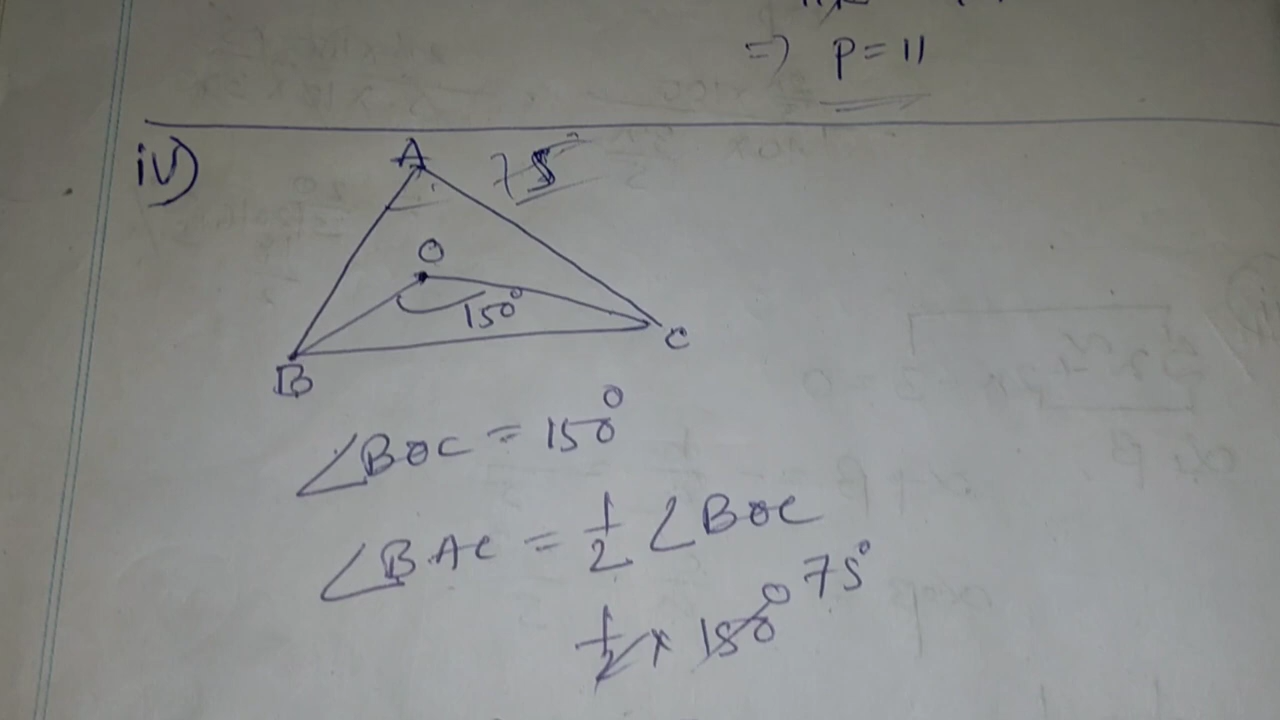 =) P = 11
iv)
A 75°
O
150°
B
C
∠BOC = 150°
∠BAC = 1/2 ∠BOC
1/2 x 150° 75°